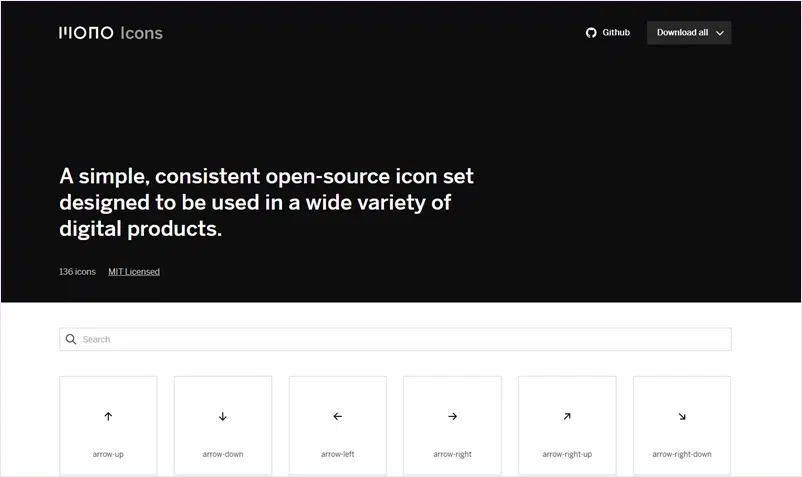 MONO Icons
Github
Download all
A simple, consistent open-source icon set
designed to be used in a wide variety of
digital products.
136 icons MIT Licensed
Search
arrow-up
arrow-down
arrow-left
arrow-right
arrow-right-up
arrow-right-down